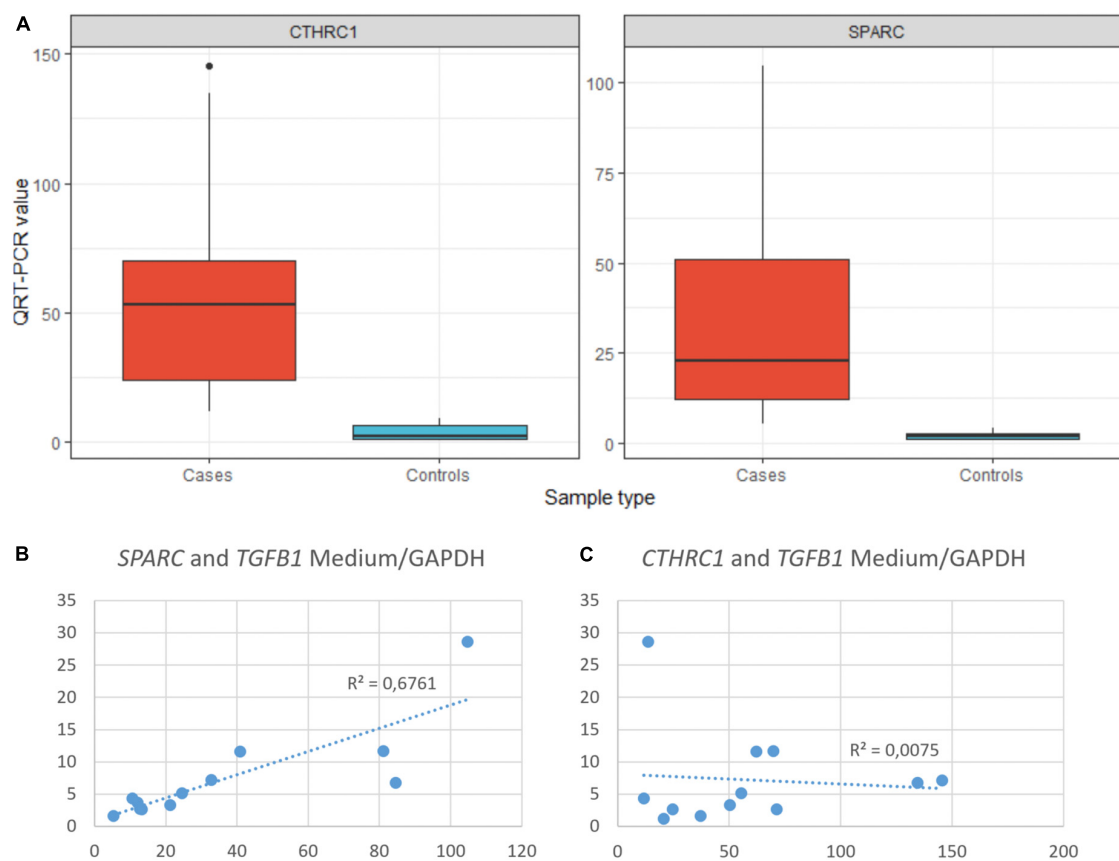 A
CTHRC1
SPARC
QRT-PCR value
150
100
50
0
100
75
50
25
0
Cases
Controls
Cases
Controls
Sample type
B
SPARC and TGFB1 Medium/GAPDH
35
30
25
20
15
10
5
0
R² = 0,6761
0 20 40 60 80 100 120
C
CTHRC1 and TGFB1 Medium/GAPDH
35
30
25
20
15
10
5
0
R² = 0,0075
0 50 100 150 200